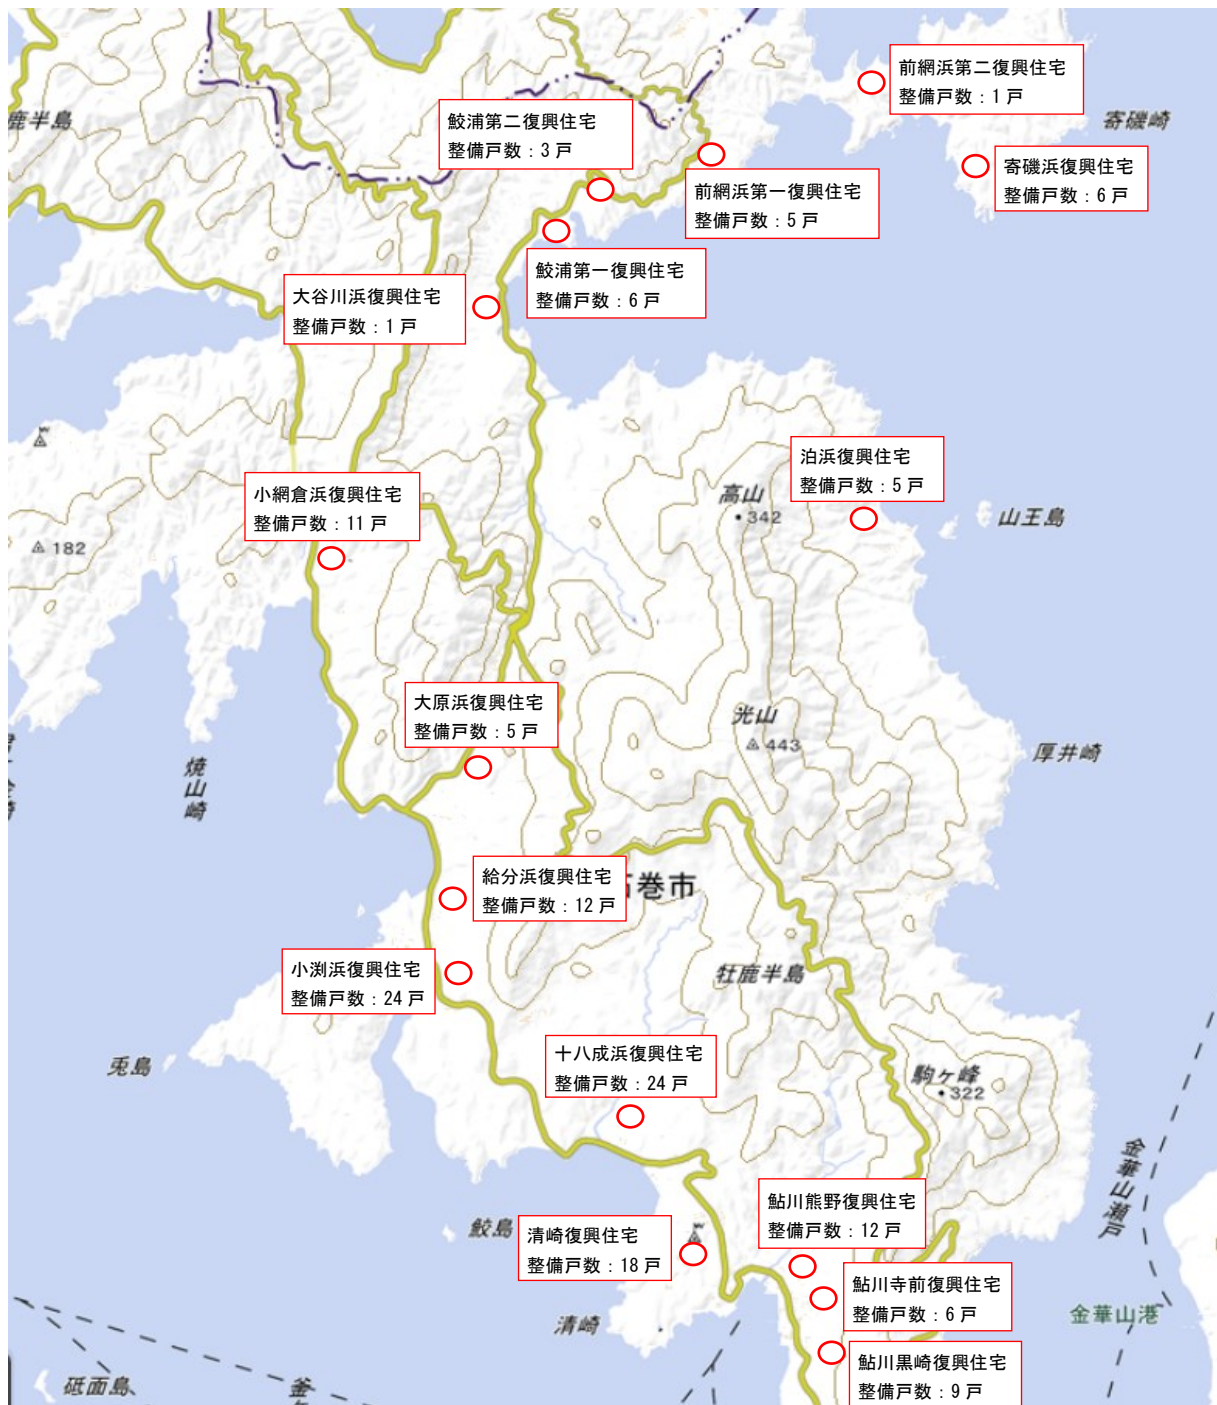 前網浜第二復興住宅
整備戸数：1戸
鹿半島
鮫浦第二復興住宅
整備戸数：3戸
寄磯崎
寄磯浜復興住宅
整備戸数：6戸
前網浜第一復興住宅
整備戸数：5戸
鮫浦第一復興住宅
整備戸数：6戸
大谷川浜復興住宅
整備戸数：1戸
泊浜復興住宅
整備戸数：5戸
小網倉浜復興住宅
整備戸数：11戸
高山
・342
山王島
182
大原浜復興住宅
整備戸数：5戸
光山
443
厚井崎
焼山崎
給分浜復興住宅
整備戸数：12戸
石巻市
小渕浜復興住宅
整備戸数：24戸
牡鹿半島
十八成浜復興住宅
整備戸数：24戸
兎島
駒ヶ峰
・322
金華山瀬戸
鮎川熊野復興住宅
整備戸数：12戸
鮫島
清崎復興住宅
整備戸数：18戸
鮎川寺前復興住宅
整備戸数：6戸
清崎
金華山港
鮎川黒崎復興住宅
整備戸数：9戸
砥面島
釜